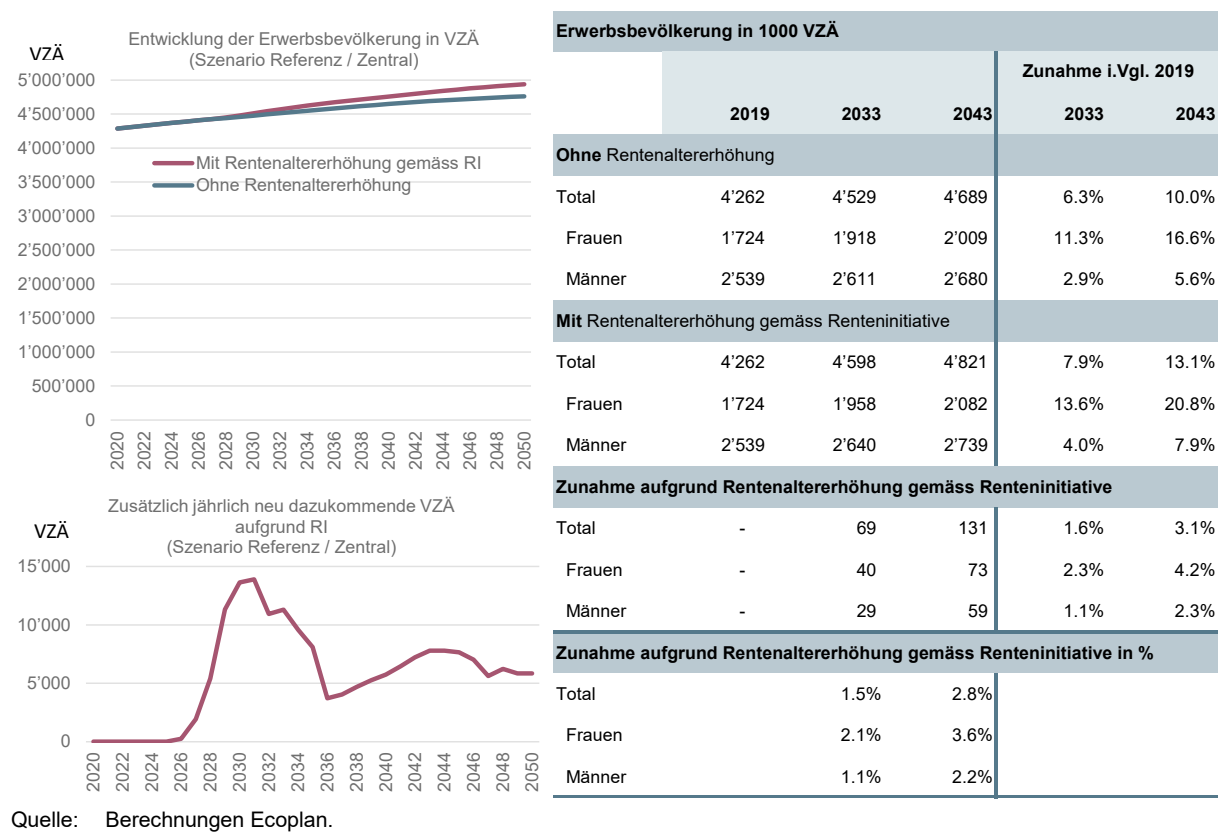 Entwicklung der Erwerbsbevölkerung in VZÄ
(Szenario Referenz / Zentral)
VZÄ
5’000’000
4’500’000
4’000’000
3’500’000
3’000’000
2’500’000
2’000’000
1’500’000
1’000’000
500’000
0
Mit Rentenaltererhöhung gemäss RI
Ohne Rentenaltererhöhung
2020 2022 2024 2026 2028 2030 2032 2034 2036 2038 2040 2042 2044 2046 2048 2050
Zusätzlich jährlich neu dazukommende VZÄ
aufgrund RI
(Szenario Referenz / Zentral)
VZÄ
15’000
10’000
5’000
0
2020 2022 2024 2026 2028 2030 2032 2034 2036 2038 2040 2042 2044 2046 2048 2050
Erwerbsbevölkerung in 1000 VZÄ
Zunahme i.Vgl. 2019
2019 2033 2043 2033 2043
Ohne Rentenaltererhöhung
Total 4’262 4’529 4’689 6.3% 10.0%
Frauen 1’724 1’918 2’009 11.3% 16.6%
Männer 2’539 2’611 2’680 2.9% 5.6%
Mit Rentenaltererhöhung gemäss Renteninitiative
Total 4’262 4’598 4’821 7.9% 13.1%
Frauen 1’724 1’958 2’082 13.6% 20.8%
Männer 2’539 2’640 2’739 4.0% 7.9%
Zunahme aufgrund Rentenaltererhöhung gemäss Renteninitiative
Total - 69 131 1.6% 3.1%
Frauen - 40 73 2.3% 4.2%
Männer - 29 59 1.1% 2.3%
Zunahme aufgrund Rentenaltererhöhung gemäss Renteninitiative in %
Total 1.5% 2.8%
Frauen 2.1% 3.6%
Männer 1.1% 2.2%
Quelle: Berechnungen Ecoplan.